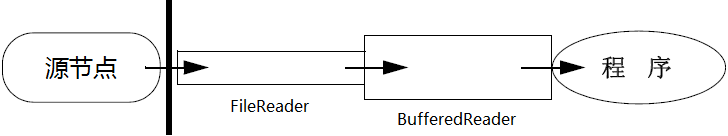 源节点
程 序
FileReader
BufferedReader